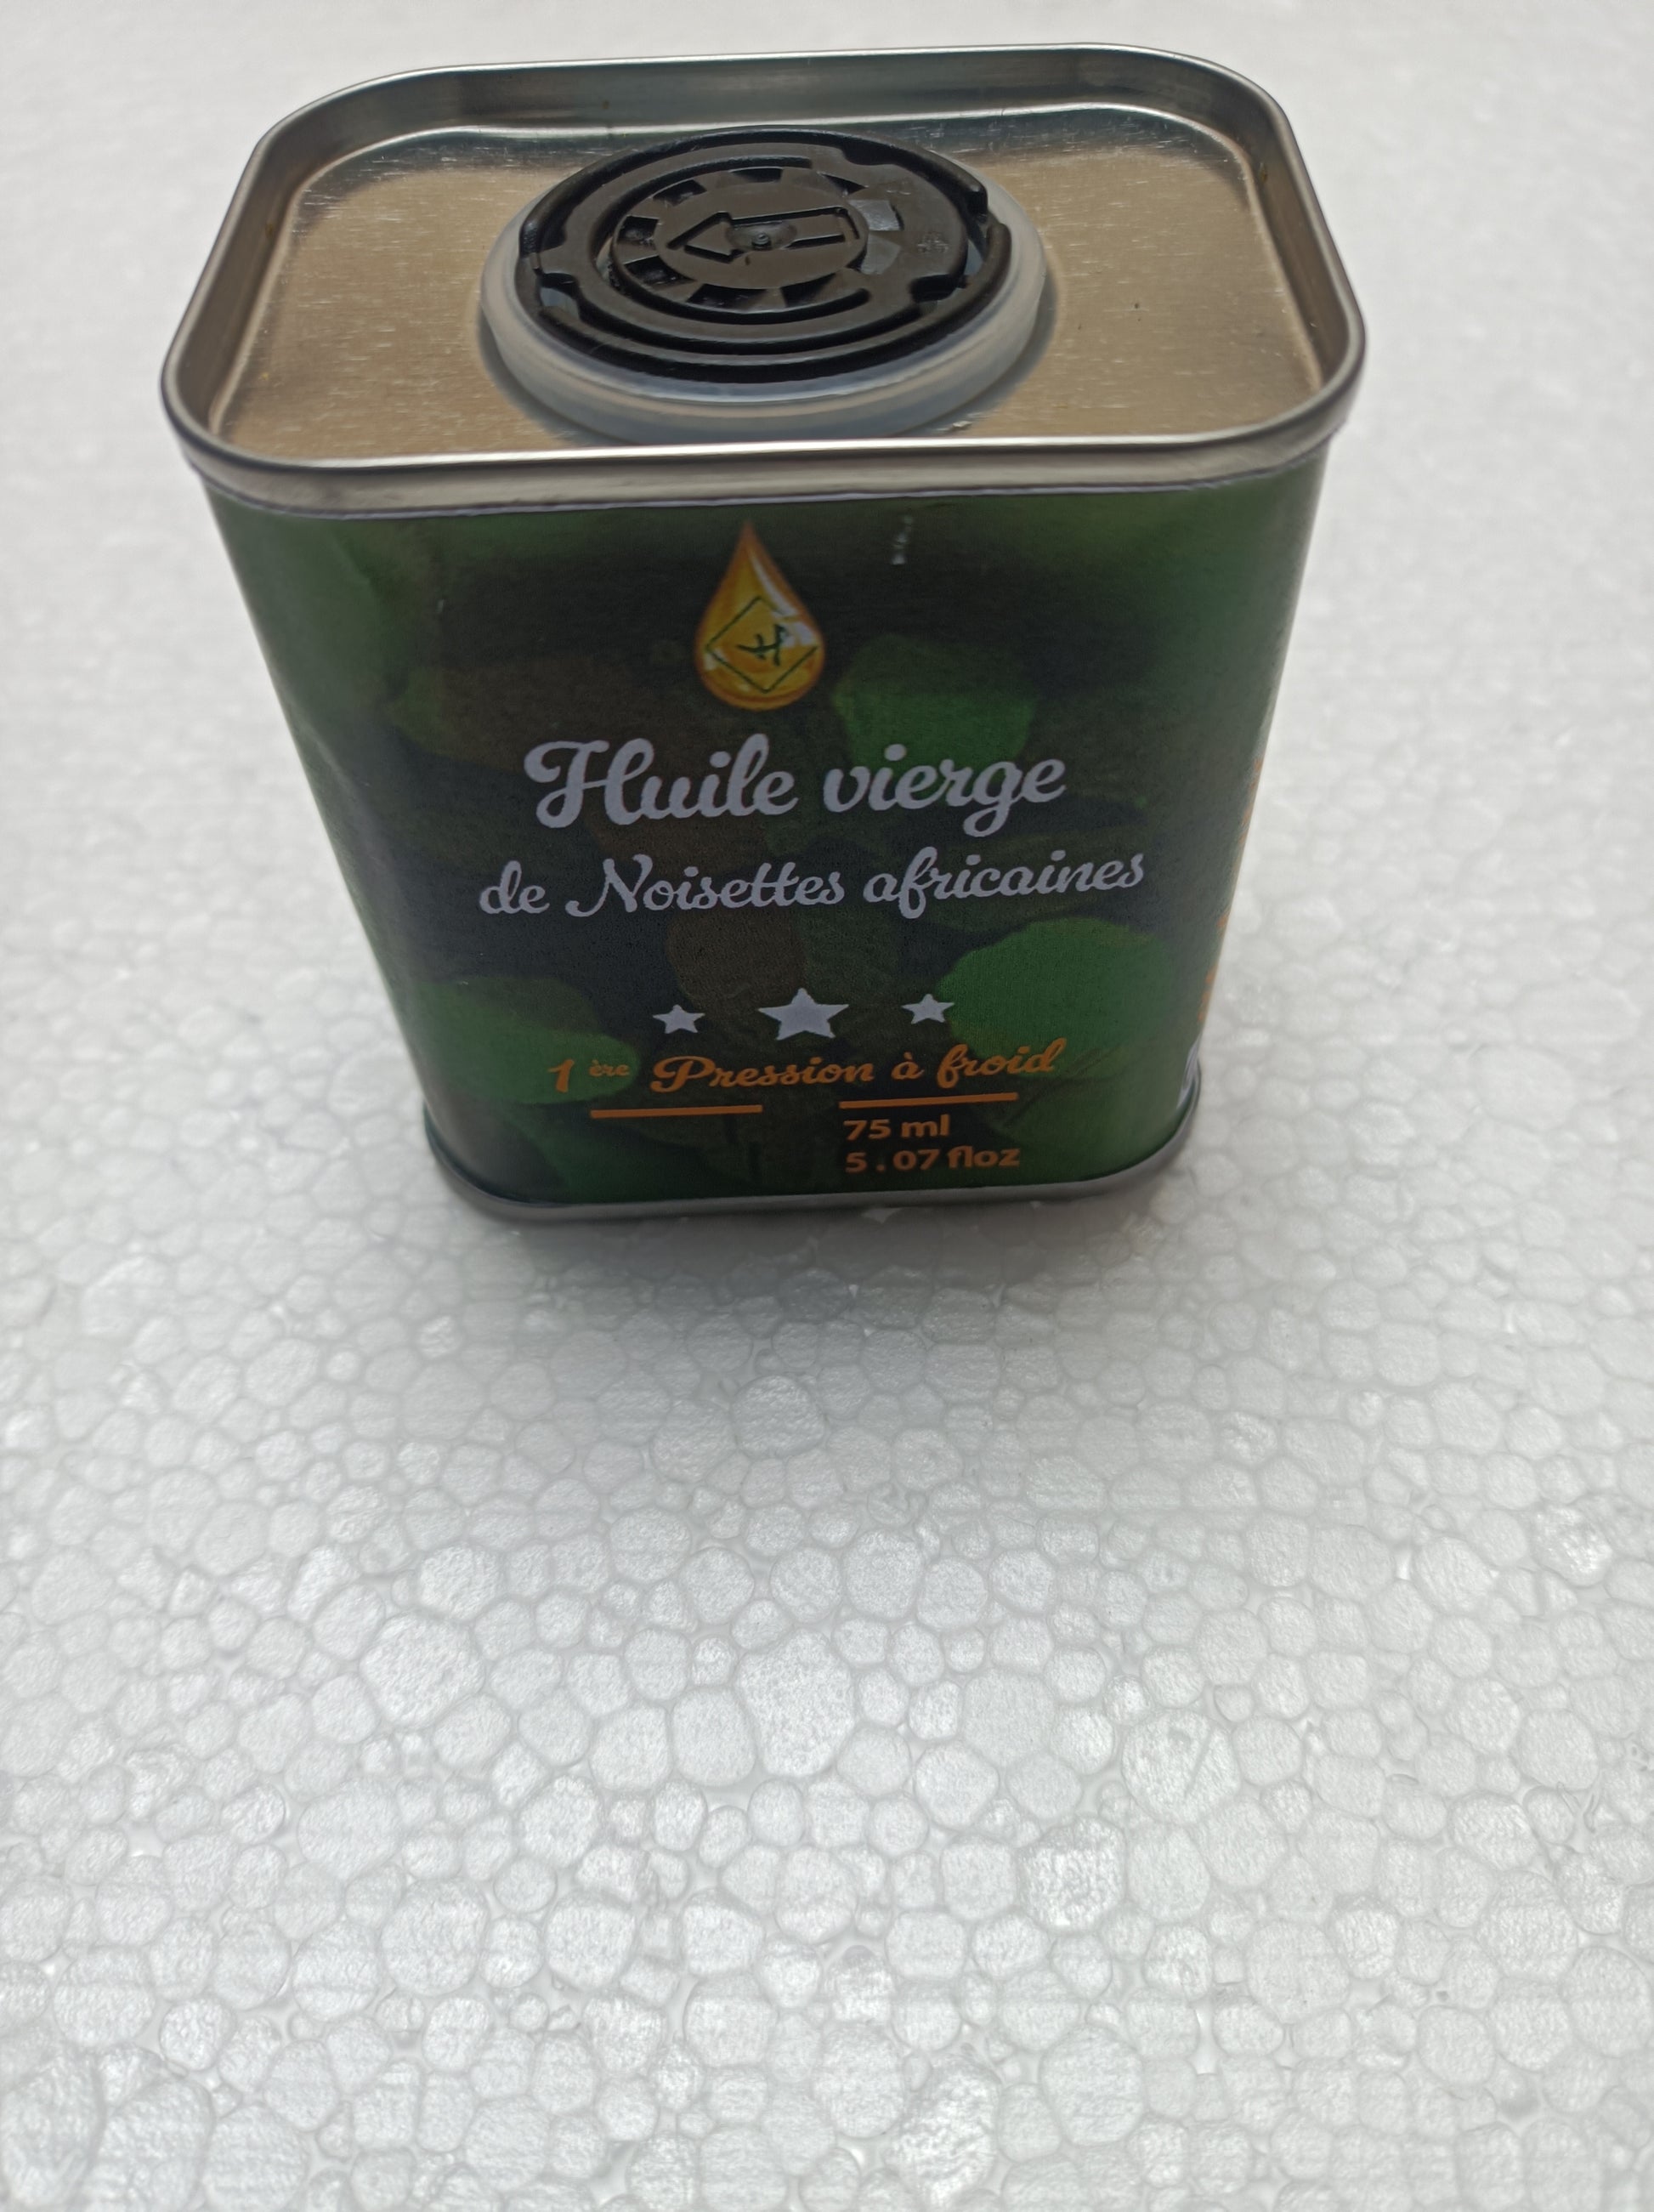 Huile vierge
de Noisettes africaines
1ère Pression à froid
75 ml
5.07 floz